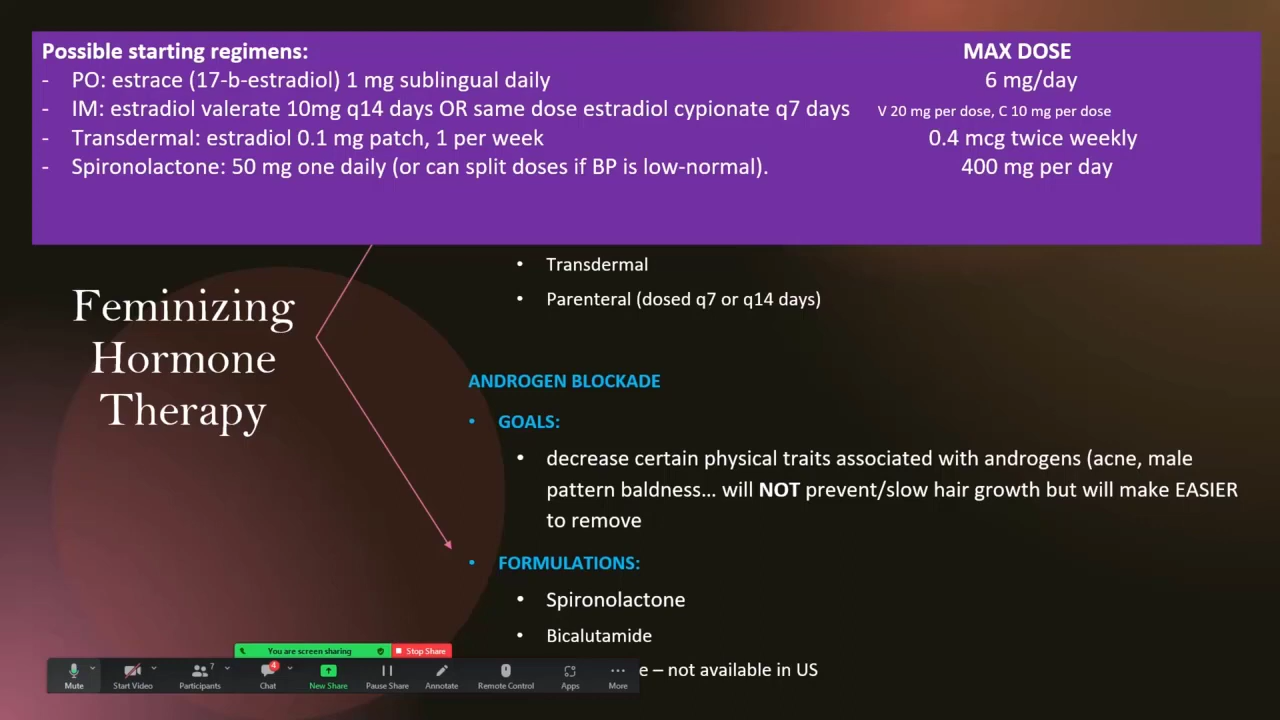 Possible starting regimens: MAX DOSE
- PO: estrace (17-b-estradiol) 1 mg sublingual daily 6 mg/day
- IM: estradiol valerate 10mg q14 days OR same dose estradiol cypionate q7 days V 20 mg per dose, C 10 mg per dose
- Transdermal: estradiol 0.1 mg patch, 1 per week 0.4 mcg twice weekly
- Spironolactone: 50 mg one daily (or can split doses if BP is low-normal). 400 mg per day
• Transdermal
• Parenteral (dosed q7 or q14 days)
Feminizing
Hormone
Therapy
ANDROGEN BLOCKADE
• GOALS:
• decrease certain physical traits associated with androgens (acne, male
pattern baldness... will NOT prevent/slow hair growth but will make EASIER
to remove
• FORMULATIONS:
• Spironolactone
• Bicalutamide
e – not available in US
You are screen sharing Stop Share
7 4
Mute Start Video Participants Chat New Share Pause Share Annotate Remote Control Apps More